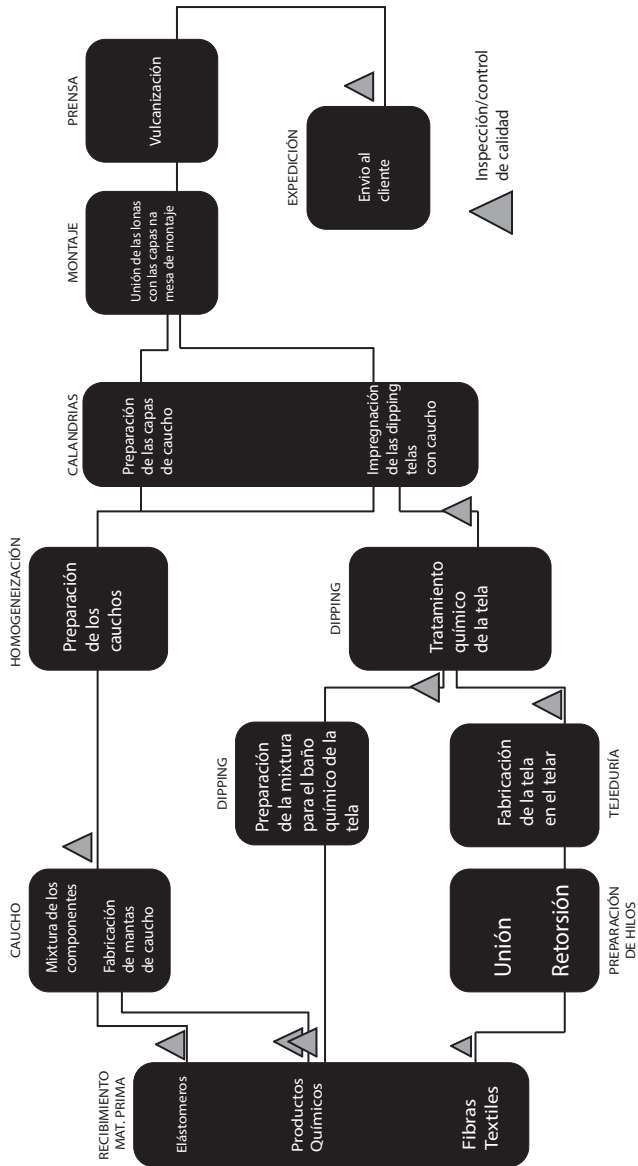 RECIBIMIENTO
MAT. PRIMA
Elástomeros
Productos
Químicos
Fibras
Textiles
CAUCHO
Mixtura de los
componentes
Fabricación
de mantas
de caucho
DIPPING
Preparación
de la mixtura
para el baño
químico de la
tela
Unión
Retorsión
PREPARACIÓN
DE HILOS
Fabricación
de la tela
en el telar
TEJEDURÍA
HOMOGENEIZACIÓN
Preparación
de los
cauchos
DIPPING
Tratamiento
químico
de la tela
CALANDRIAS
Preparación
de las capas
de caucho
Impregnación
de las dipping
telas
con caucho
MONTAJE
Unión de las lonas
con las capas na
mesa de montaje
PRENSA
Vulcanización
EXPEDICIÓN
Envio al
cliente
Inspección/control
de calidad